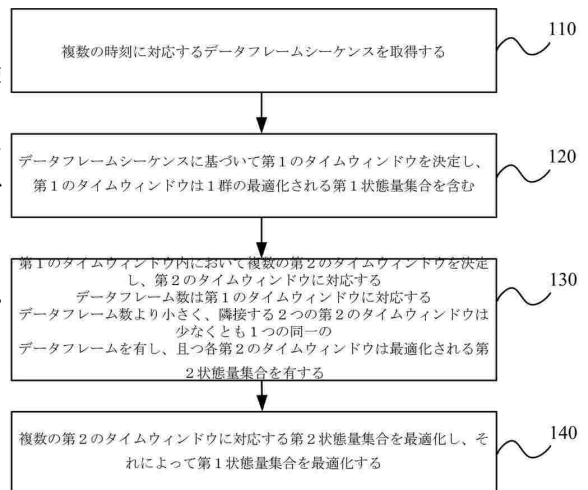 複数の時刻に対応するデータフレームシーケンスを取得する
110
データフレームシーケンスに基づいて第1のタイムウィンドウを決定し、
第1のタイムウィンドウは1群の最適化される第1状態量集合を含む
120
第1のタイムウィンドウ内において複数の第2のタイムウィンドウを決定
し、第2のタイムウィンドウに対応する
データフレーム数は第1のタイムウィンドウに対応する
データフレーム数より小さく、隣接する2つの第2のタイムウィンドウは
少なくとも1つの同一の
データフレームを有し、且つ各第2のタイムウィンドウは最適化される第
2状態量集合を有する
130
複数の第2のタイムウィンドウに対応する第2状態量集合を最適化し、そ
れによって第1状態量集合を最適化する
140